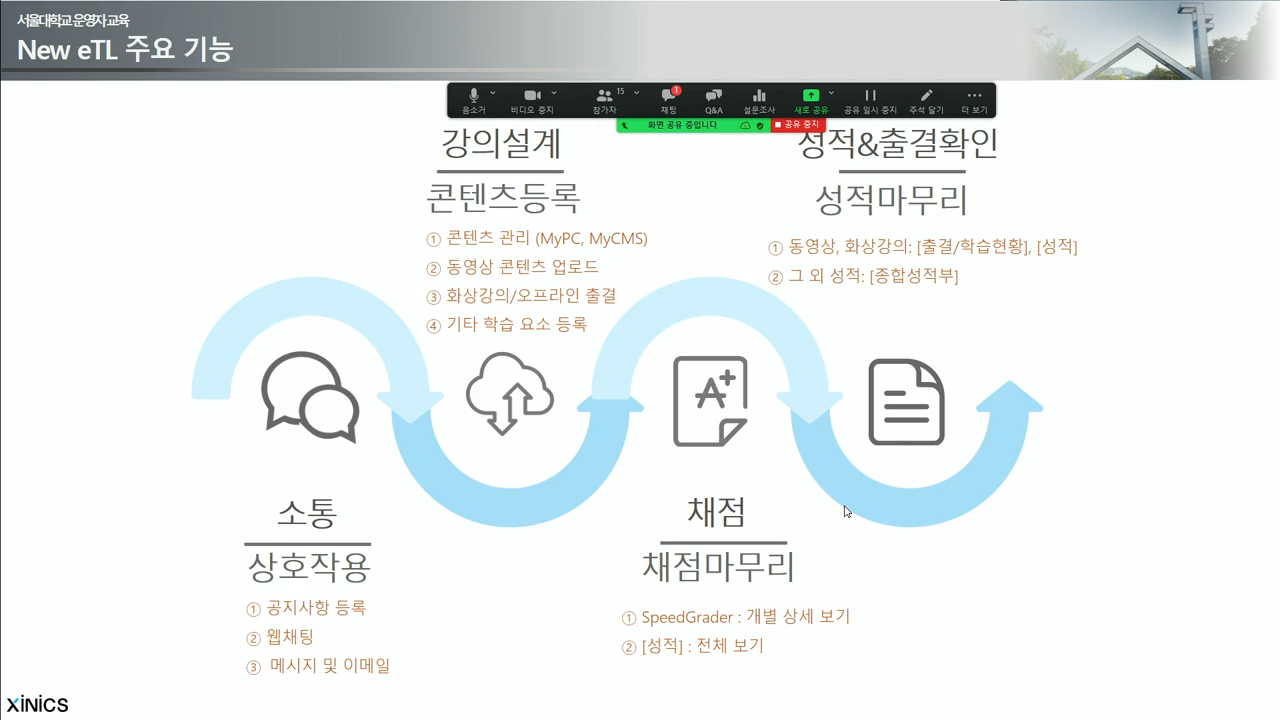 서울대학교 운영자 교육
New eTL 주요 기능
음소거
비디오 중지
참가자
15
채팅
1
Q&A
설문조사
새로 공유
공유 일시 중지
주석 달기
더 보기
화면 공유 중입니다
공유 중지
강의설계
콘텐츠등록
① 콘텐츠 관리 (MyPC, MyCMS)
② 동영상 콘텐츠 업로드
③ 화상강의/오프라인 출결
④ 기타 학습 요소 등록
성적&출결확인
성적마무리
① 동영상, 화상강의: [출결/학습현황], [성적]
② 그 외 성적: [종합성적부]
A+
소통
상호작용
① 공지사항 등록
② 웹채팅
③ 메시지 및 이메일
채점
채점마무리
① SpeedGrader : 개별 상세 보기
② [성적] : 전체 보기
XiNiCS